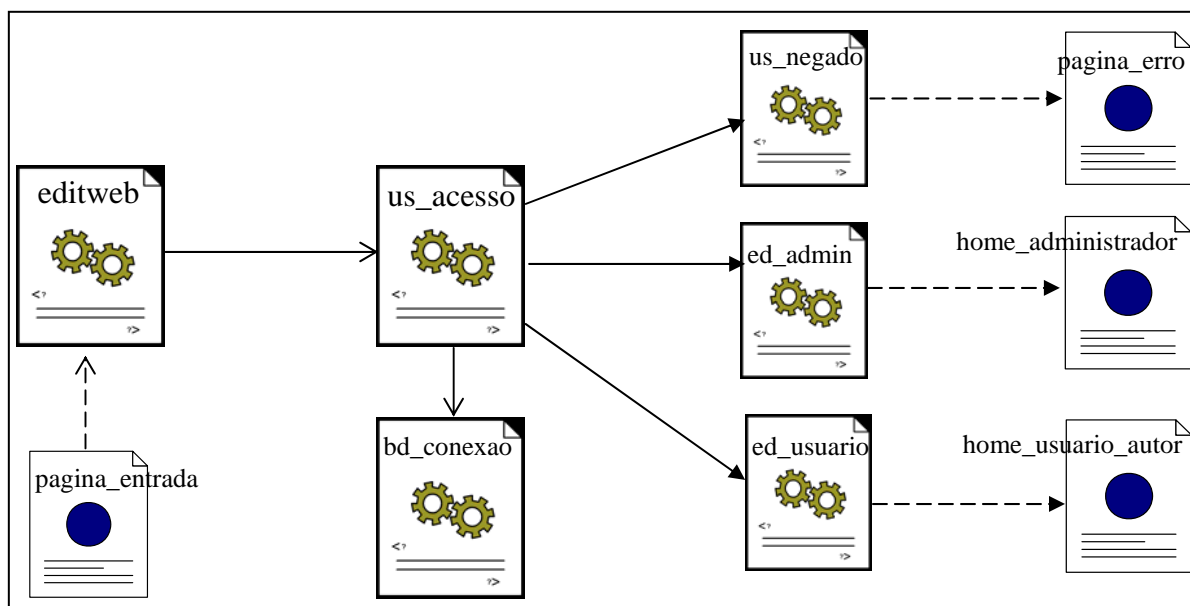 us_negado
<?
?>
pagina_erro
editweb
<?
?>
us_acesso
<?
?>
ed_admin
<?
?>
home_administrador
pagina_entrada
bd_conexao
<?
?>
ed_usuario
<?
?>
home_usuario_autor